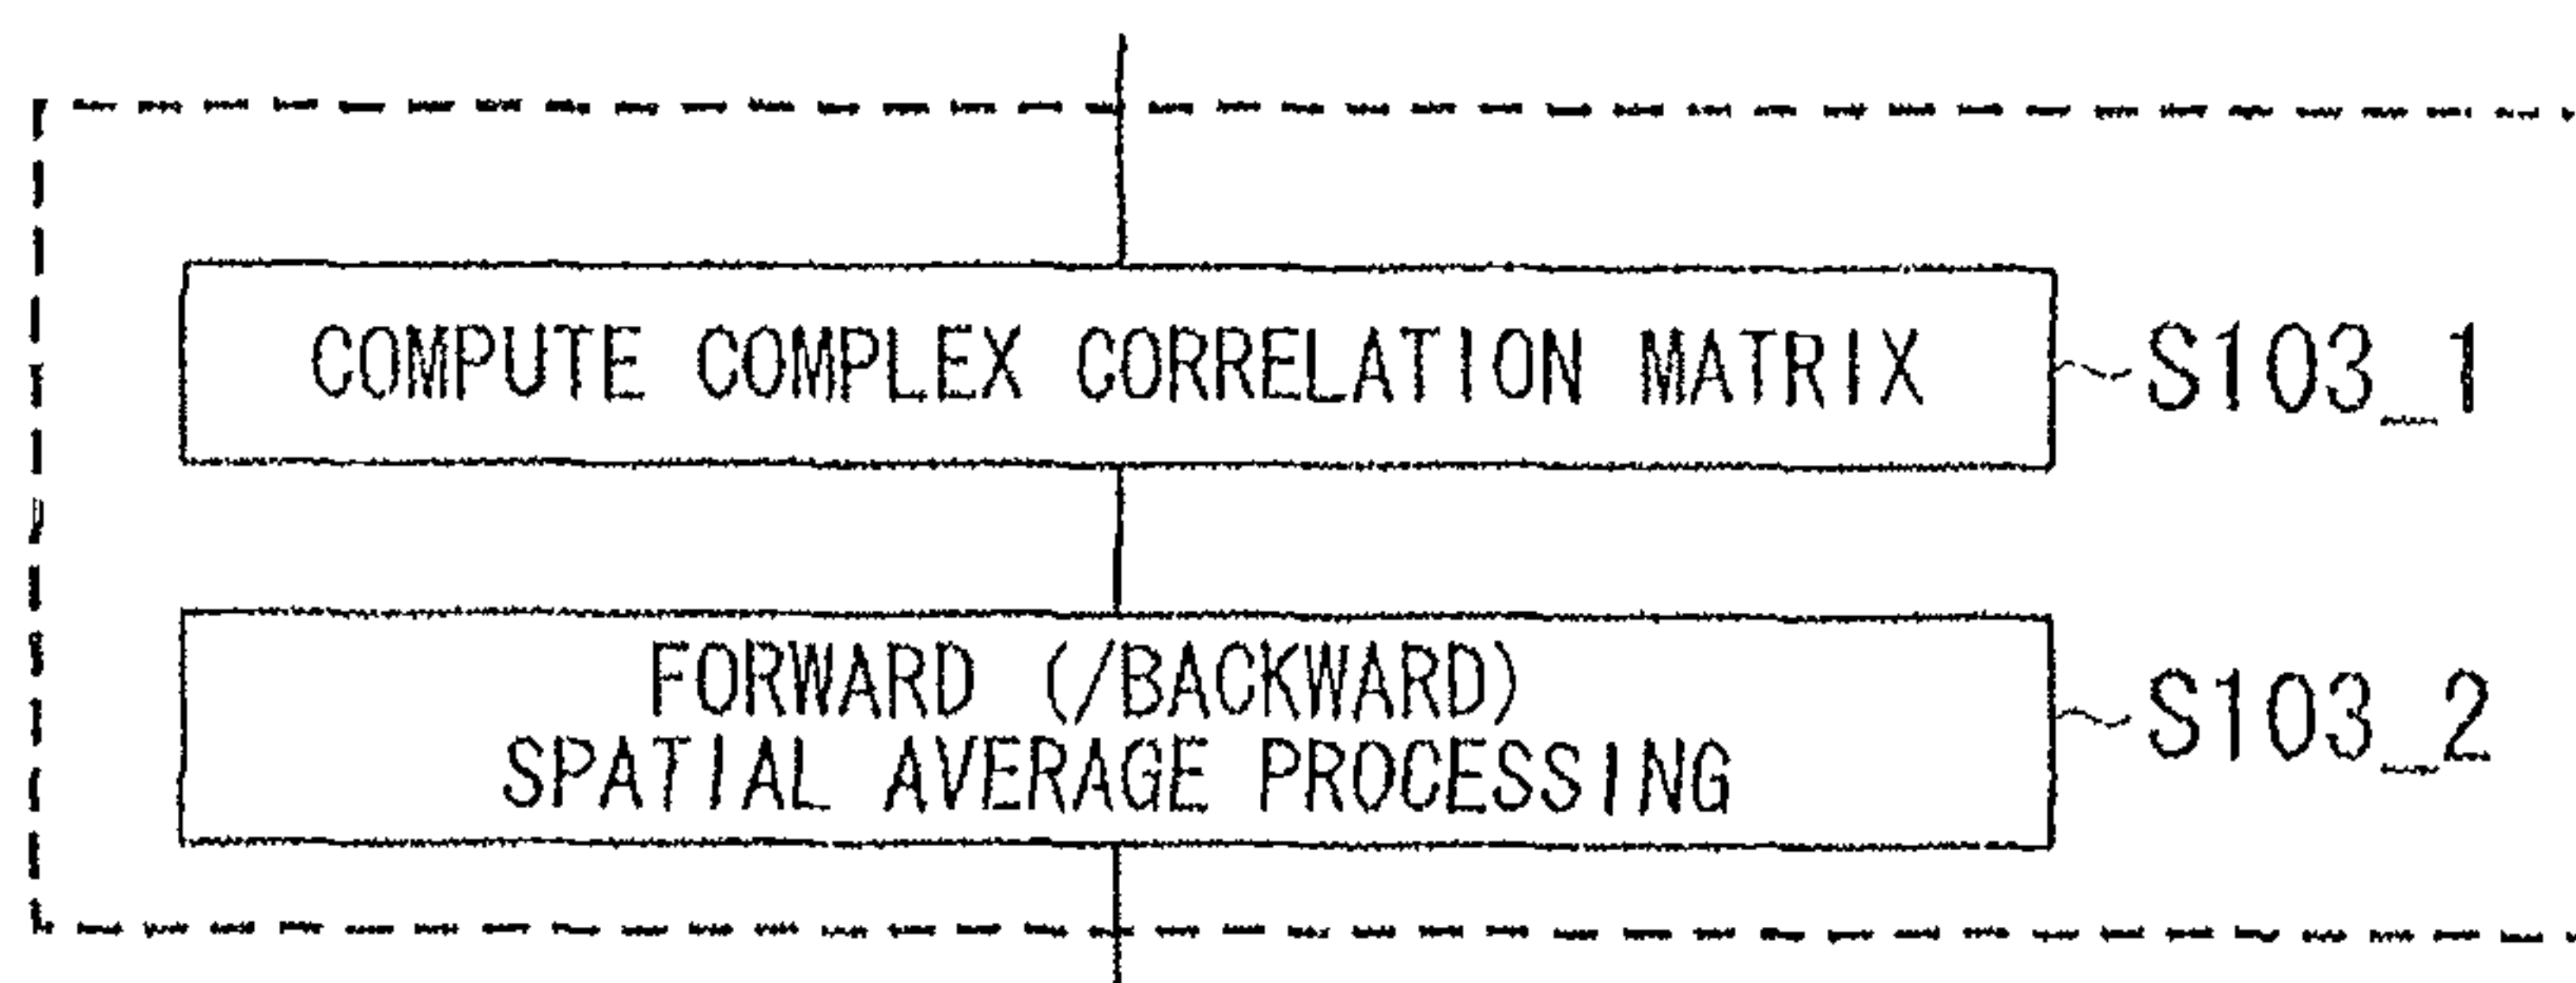 COMPUTE COMPLEX CORRELATION MATRIX S103_1
FORWARD (/BACKWARD)
SPATIAL AVERAGE PROCESSING S103_2